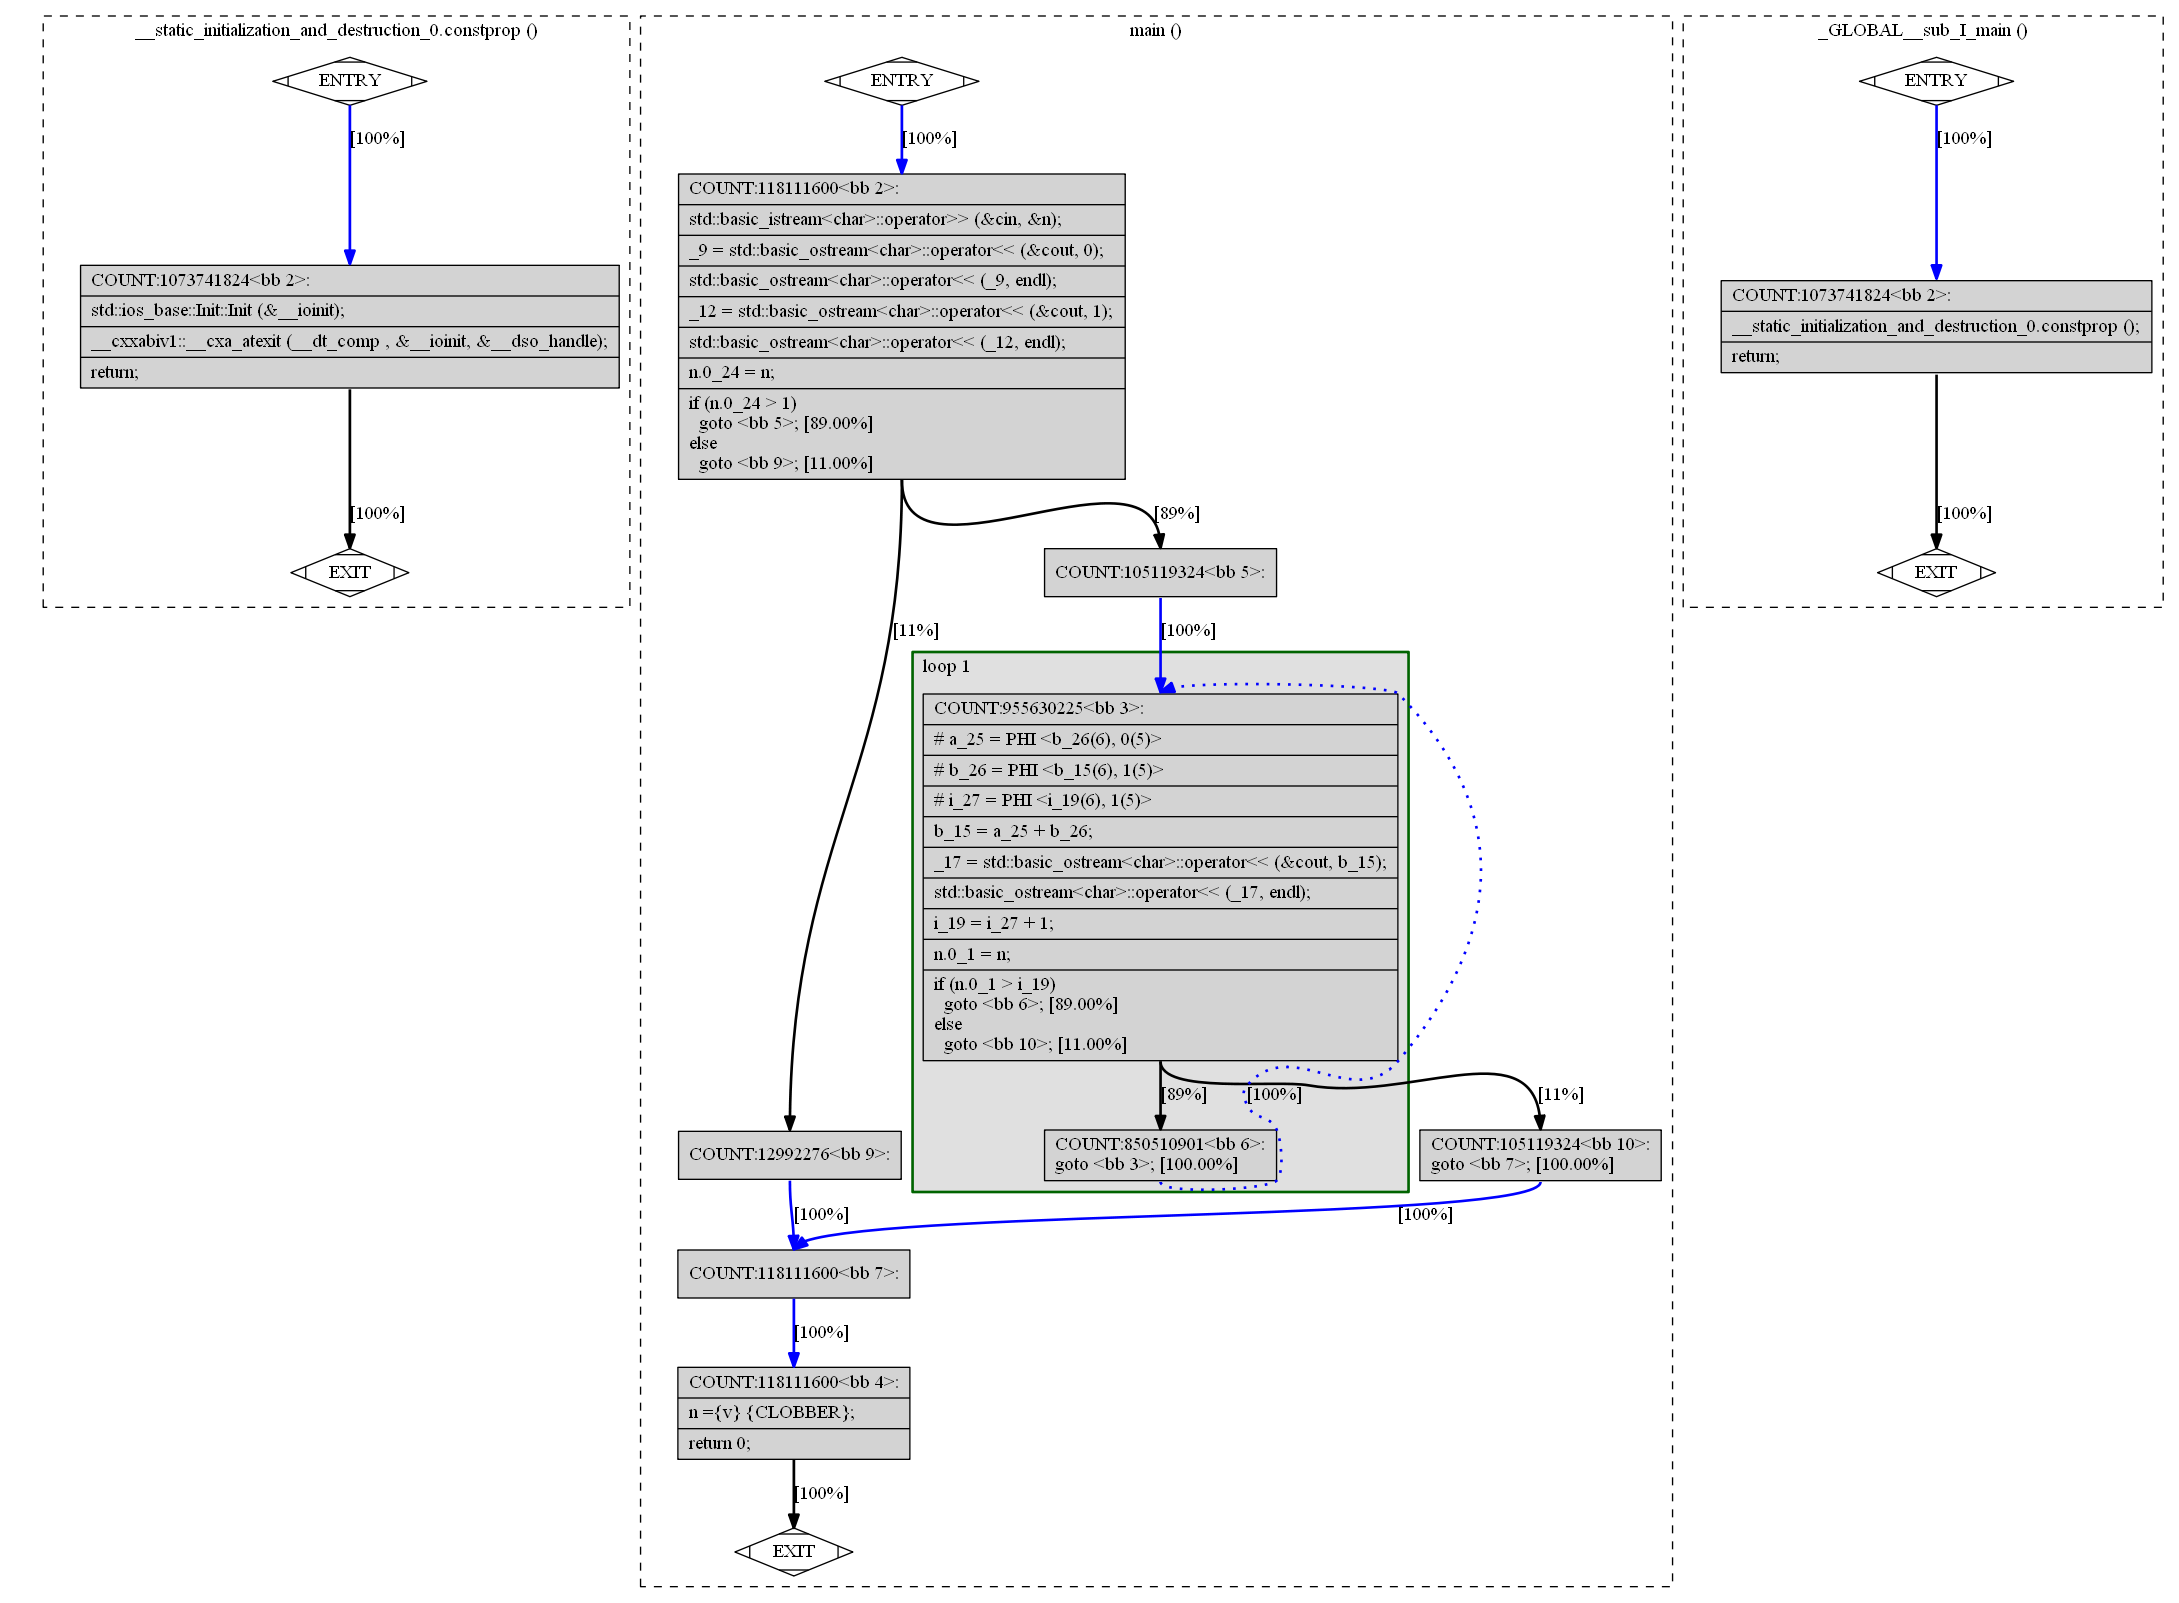 __static_initialization_and_destruction_0.constprop ()
ENTRY
[100%]
COUNT:1073741824<bb 2>:
std::ios_base::Init::Init (&__ioinit);
__cxxabiv1::__cxa_atexit (__dt_comp , &__ioinit, &__dso_handle);
return;
[100%]
EXIT
main ()
ENTRY
[100%]
COUNT:118111600<bb 2>:
std::basic_istream<char>::operator>> (&cin, &n);
_9 = std::basic_ostream<char>::operator<< (&cout, 0);
std::basic_ostream<char>::operator<< (_9, endl);
_12 = std::basic_ostream<char>::operator<< (&cout, 1);
std::basic_ostream<char>::operator<< (_12, endl);
n.0_24 = n;
if (n.0_24 > 1)
goto <bb 5>; [89.00%]
else
goto <bb 9>; [11.00%]
[89%]
COUNT:105119324<bb 5>:
[11%]
[100%]
loop 1
COUNT:955630225<bb 3>:
# a_25 = PHI <b_26(6), 0(5)>
# b_26 = PHI <b_15(6), 1(5)>
# i_27 = PHI <i_19(6), 1(5)>
b_15 = a_25 + b_26;
_17 = std::basic_ostream<char>::operator<< (&cout, b_15);
std::basic_ostream<char>::operator<< (_17, endl);
i_19 = i_27 + 1;
n.0_1 = n;
if (n.0_1 > i_19)
goto <bb 6>; [89.00%]
else
goto <bb 10>; [11.00%]
[89%]
[100%]
[11%]
COUNT:12992276<bb 9>:
COUNT:850510901<bb 6>:
goto <bb 3>; [100.00%]
COUNT:105119324<bb 10>:
goto <bb 7>; [100.00%]
[100%]
[100%]
COUNT:118111600<bb 7>:
[100%]
COUNT:118111600<bb 4>:
n ={v} {CLOBBER};
return 0;
[100%]
EXIT
_GLOBAL__sub_I_main ()
ENTRY
[100%]
COUNT:1073741824<bb 2>:
__static_initialization_and_destruction_0.constprop ();
return;
[100%]
EXIT